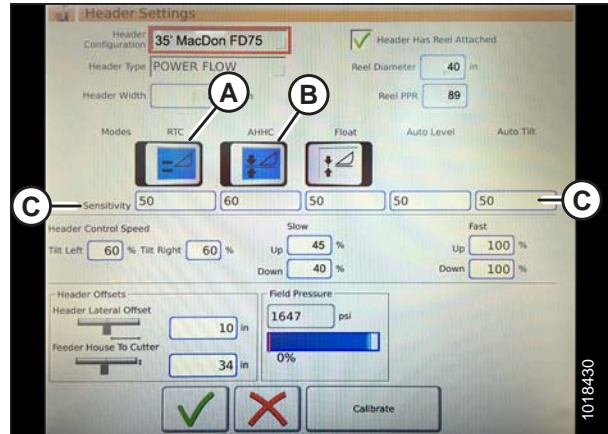 Header Settings
Header Configuration 35' MacDon FD75 Header Has Reel Attached
Header Type POWER FLOW Reel Diameter 40 in
Header Width Reel PPR 89
A B
Modes RTC AHHC Float Auto Level Auto Tilt
C Sensitivity 50 60 50 50 50 C
Header Control Speed Slow Fast
Tilt Left 60 % Tilt Right 60 % Up 45 % Up 100 %
Down 40 % Down 100 %
Header Offsets Field Pressure
Header Lateral Offset 10 in 1647 psi
Feeder House To Cutter 34 in 0%
Calibrate
1018430